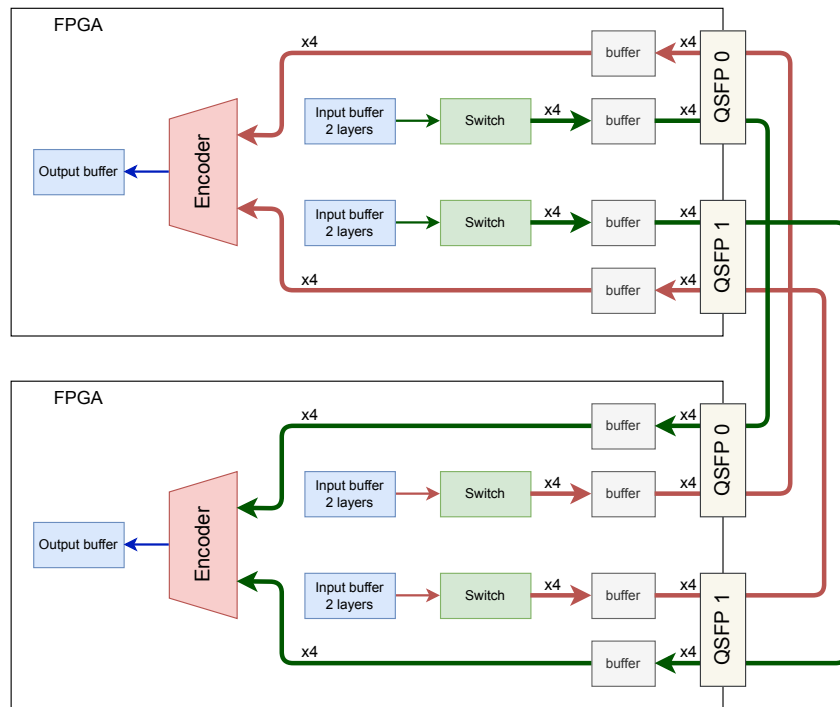 FPGA
x4
buffer
x4
QSFP 0
Input buffer
2 layers
Switch
x4
buffer
x4
Encoder
Output buffer
Input buffer
2 layers
Switch
x4
buffer
x4
QSFP 1
x4
buffer
x4
FPGA
x4
buffer
x4
QSFP 0
Input buffer
2 layers
Switch
x4
buffer
x4
Encoder
Output buffer
Input buffer
2 layers
Switch
x4
buffer
x4
QSFP 1
x4
buffer
x4